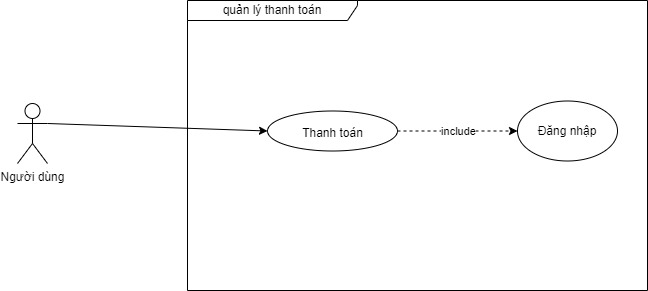 quản lý thanh toán
Thanh toán
include
Đăng nhập
Người dùng